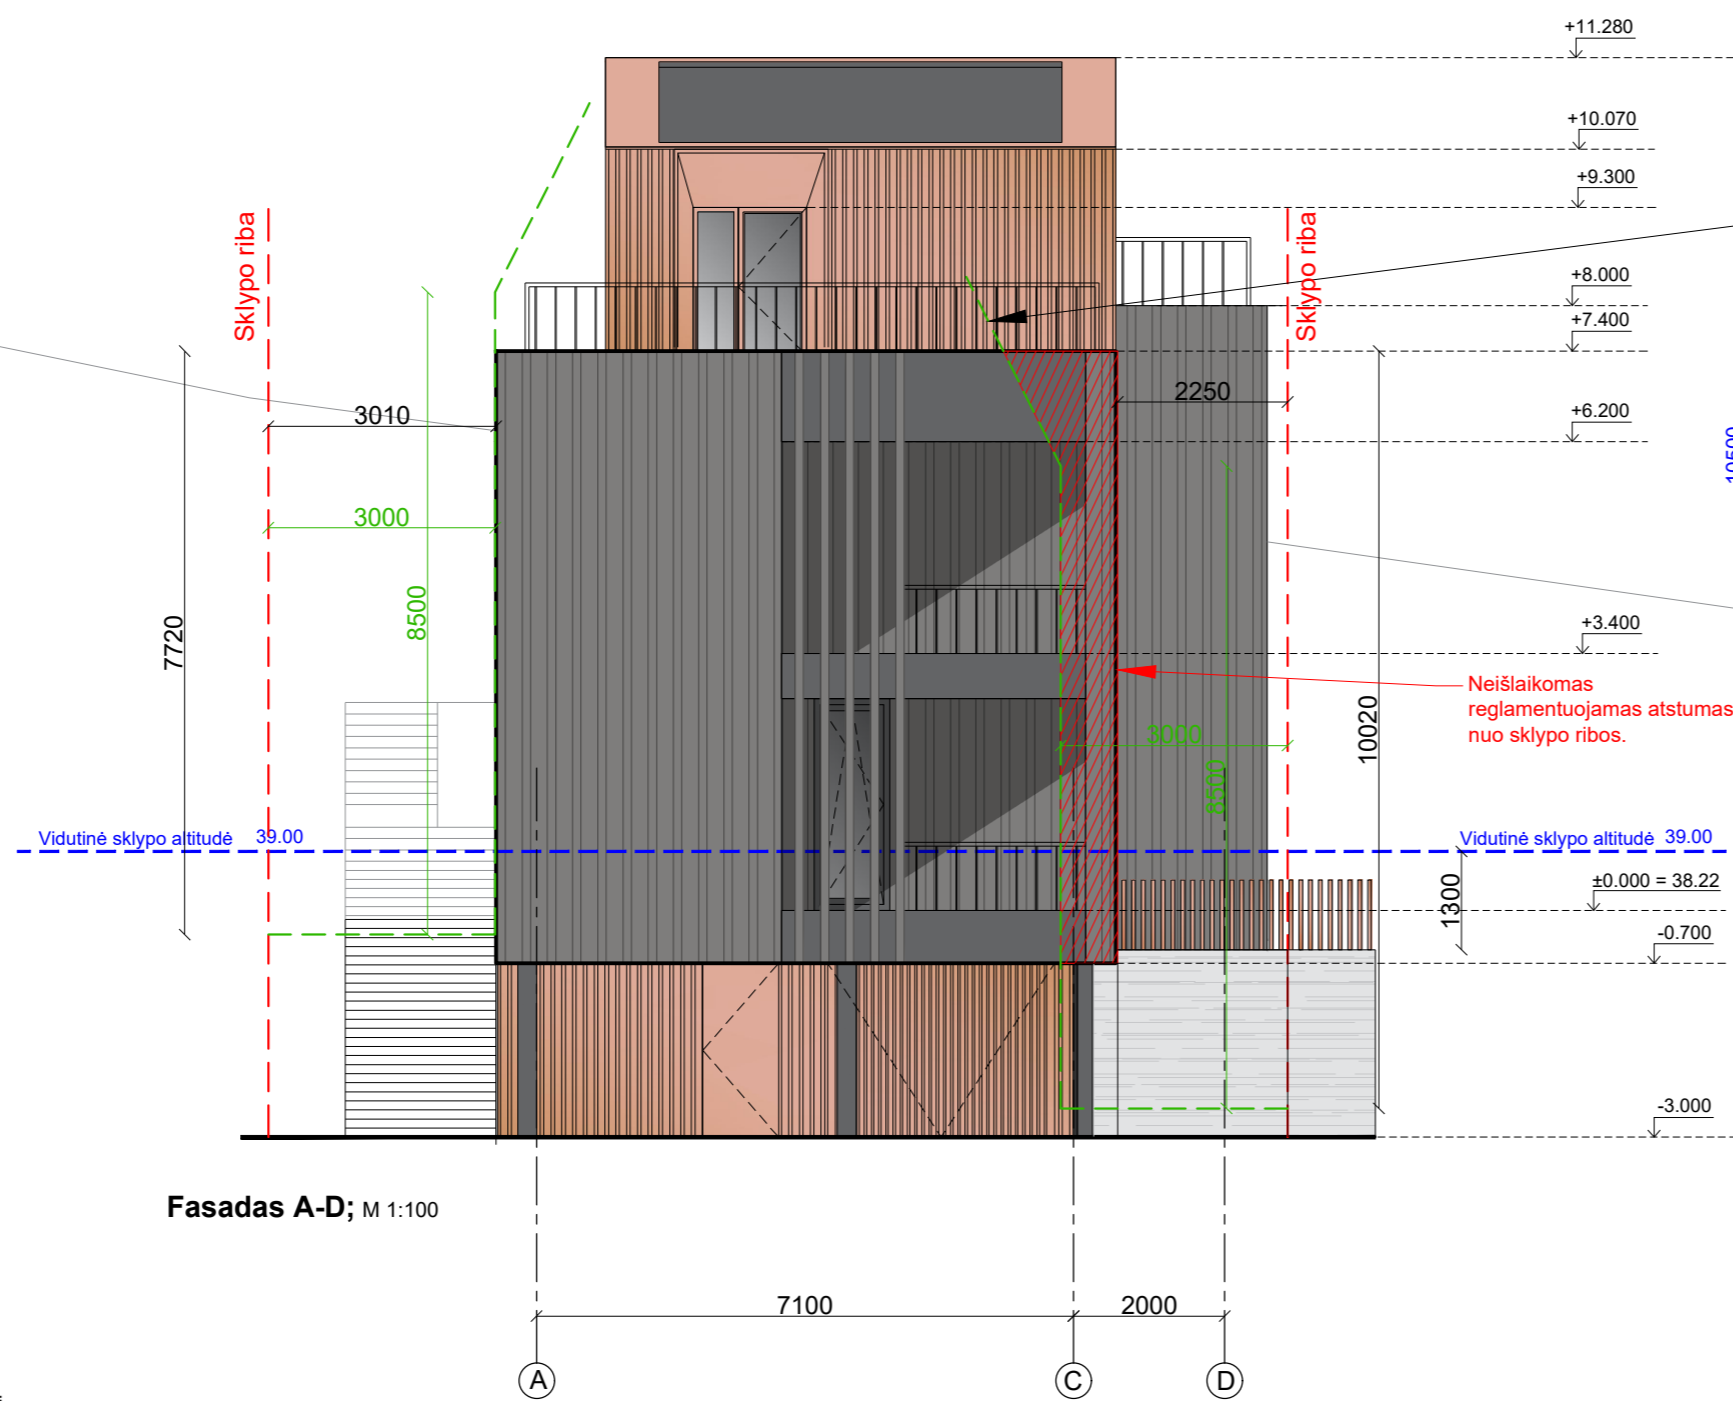 +11.280
+10.070
+9.300
+8.000
+7.400
+6.200
+3.400
Sklypo riba
Sklypo riba
3010
2250
3000
8500
7720
10500
Neišlaikomas
reglamentuojamas atstumas
nuo sklypo ribos.
3000
8500
10020
Vidutinė sklypo altitudė 39.00
Vidutinė sklypo altitudė 39.00
±0.000 = 38.22
1300
-0.700
-3.000
Fasadas A-D; M 1:100
7100
2000
A
C
D